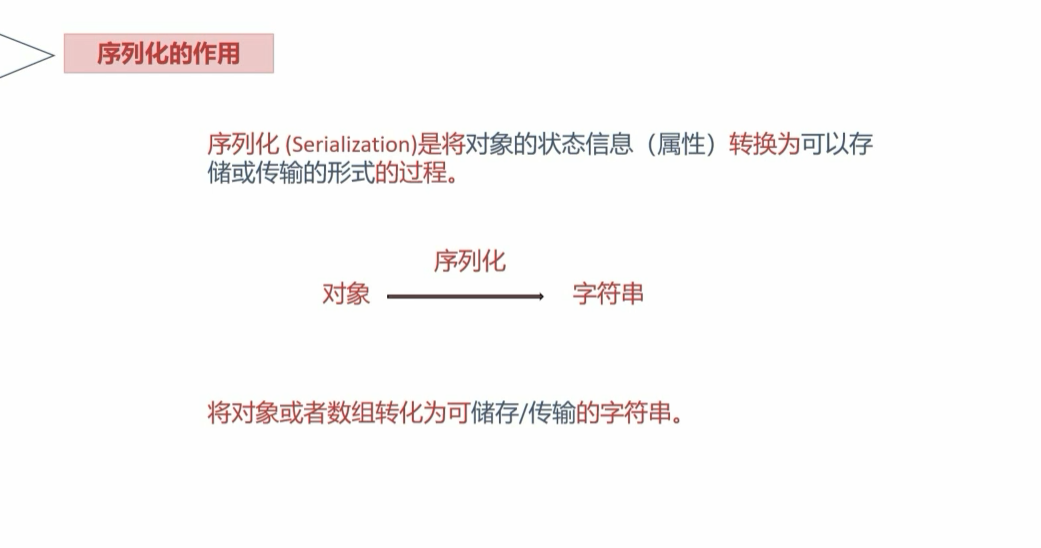 序列化的作用
序列化 (Serialization)是将对象的状态信息（属性）转换为可以存
储或传输的形式的过程。
序列化
对象 字符串
将对象或者数组转化为可储存/传输的字符串。